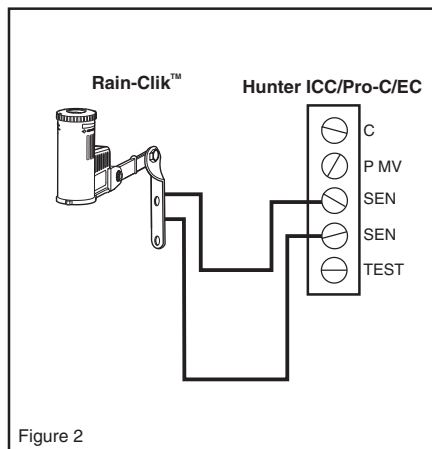 Rain-Clik™
Hunter ICC/Pro-C/EC
C
P MV
SEN
SEN
TEST
Figure 2